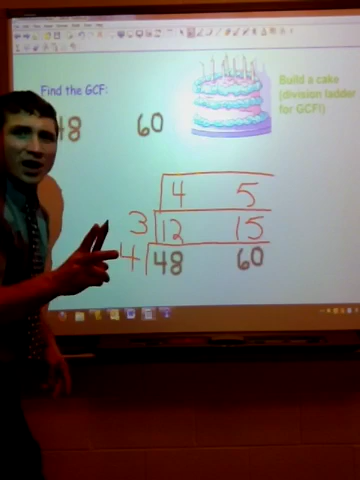 Find the GCF:
Build a cake
(division ladder
for GCF!)
48 60
4 5
3 12 15
4 48 60